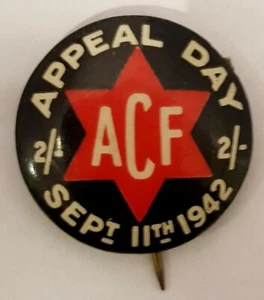 APPEAL DAY
2/- ACF 2/-
SEPT 11TH 1942